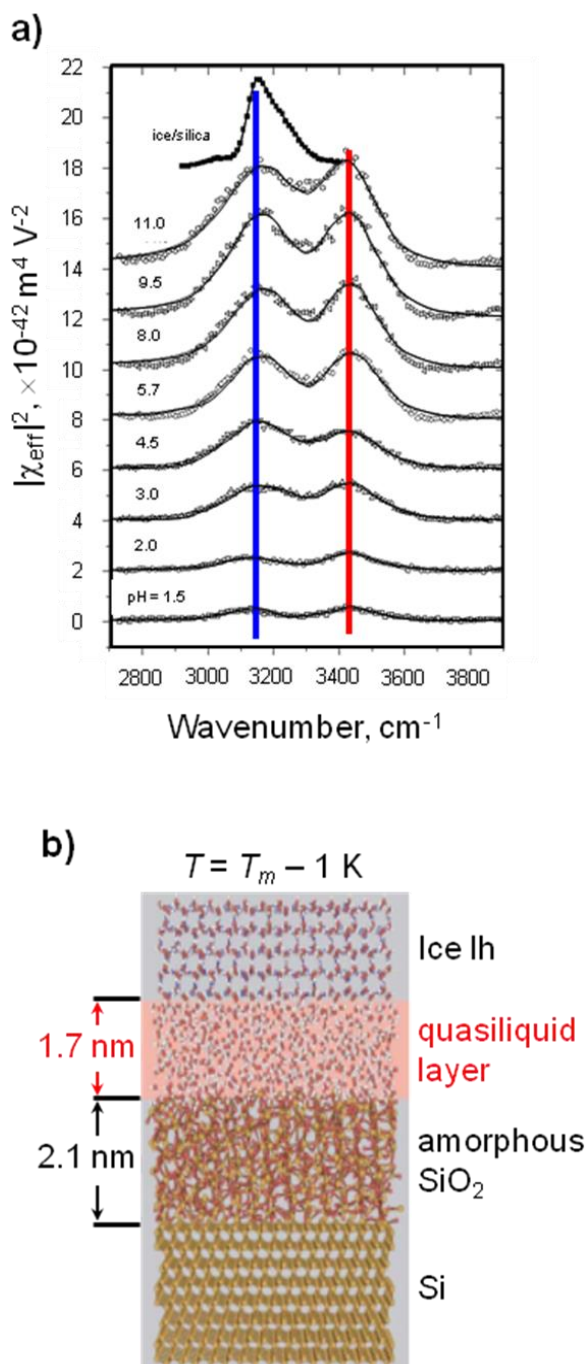 a)
22
20
18
16
14
12
10
8
6
4
2
0
ice/silica
11.0
9.5
8.0
5.7
4.5
3.0
2.0
pH = 1.5
|χeff|², ×10⁻⁴² m⁴ V⁻²
2800 3000 3200 3400 3600 3800
Wavenumber, cm⁻¹
b)
T = Tm – 1 K
Ice Ih
1.7 nm
quasiliquid
layer
2.1 nm
amorphous
SiO₂
Si